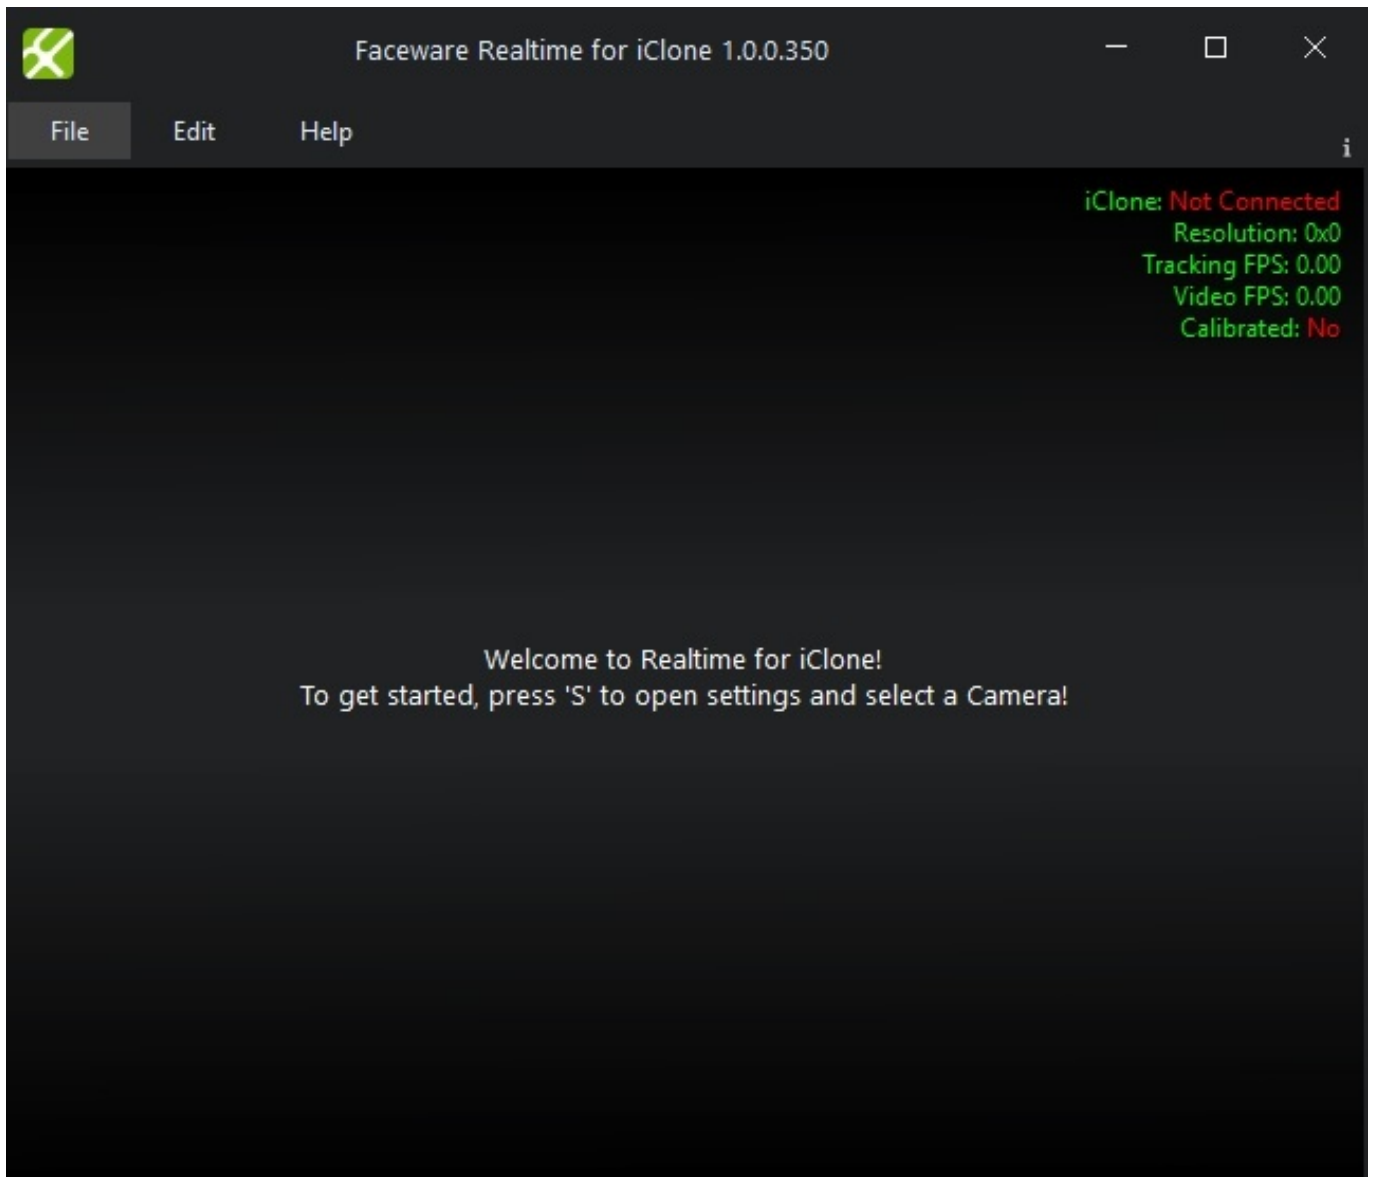 Faceware Realtime for iClone 1.0.0.350
File Edit Help
i
iClone: Not Connected
Resolution: 0x0
Tracking FPS: 0.00
Video FPS: 0.00
Calibrated: No
Welcome to Realtime for iClone!
To get started, press 'S' to open settings and select a Camera!